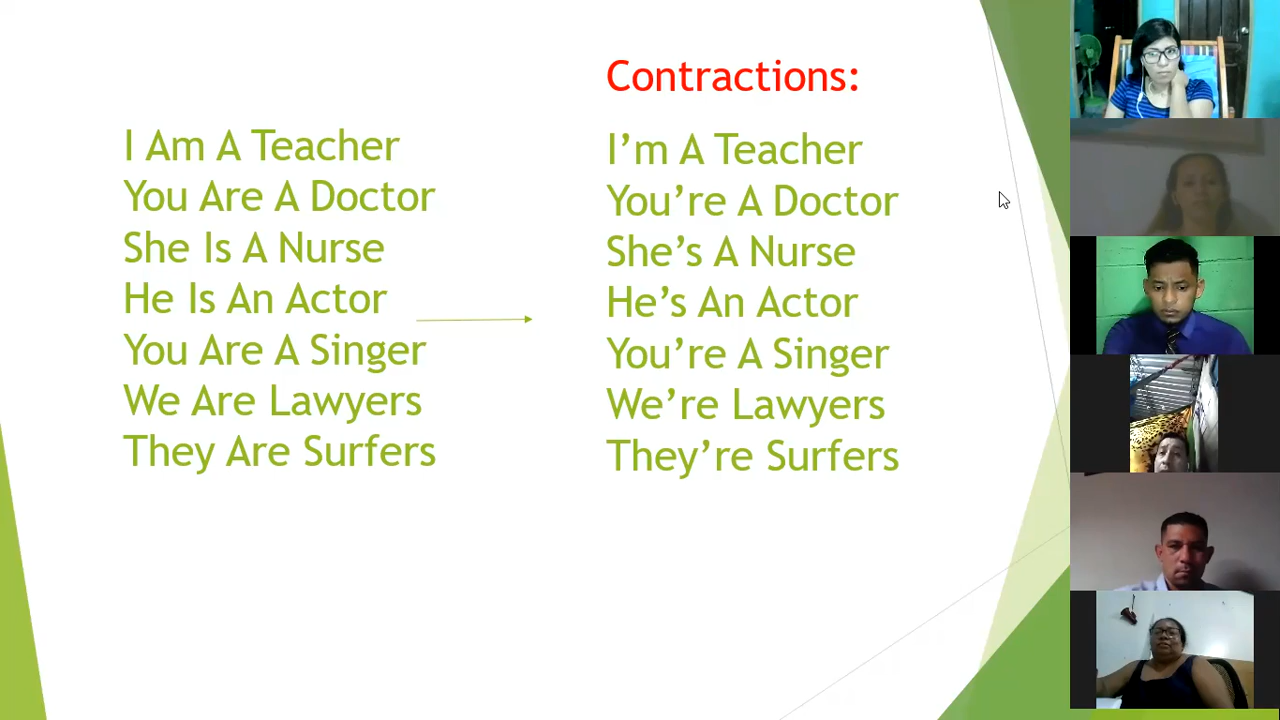 Contractions:
I Am A Teacher
You Are A Doctor
She Is A Nurse
He Is An Actor
You Are A Singer
We Are Lawyers
They Are Surfers
I’m A Teacher
You’re A Doctor
She’s A Nurse
He’s An Actor
You’re A Singer
We’re Lawyers
They’re Surfers